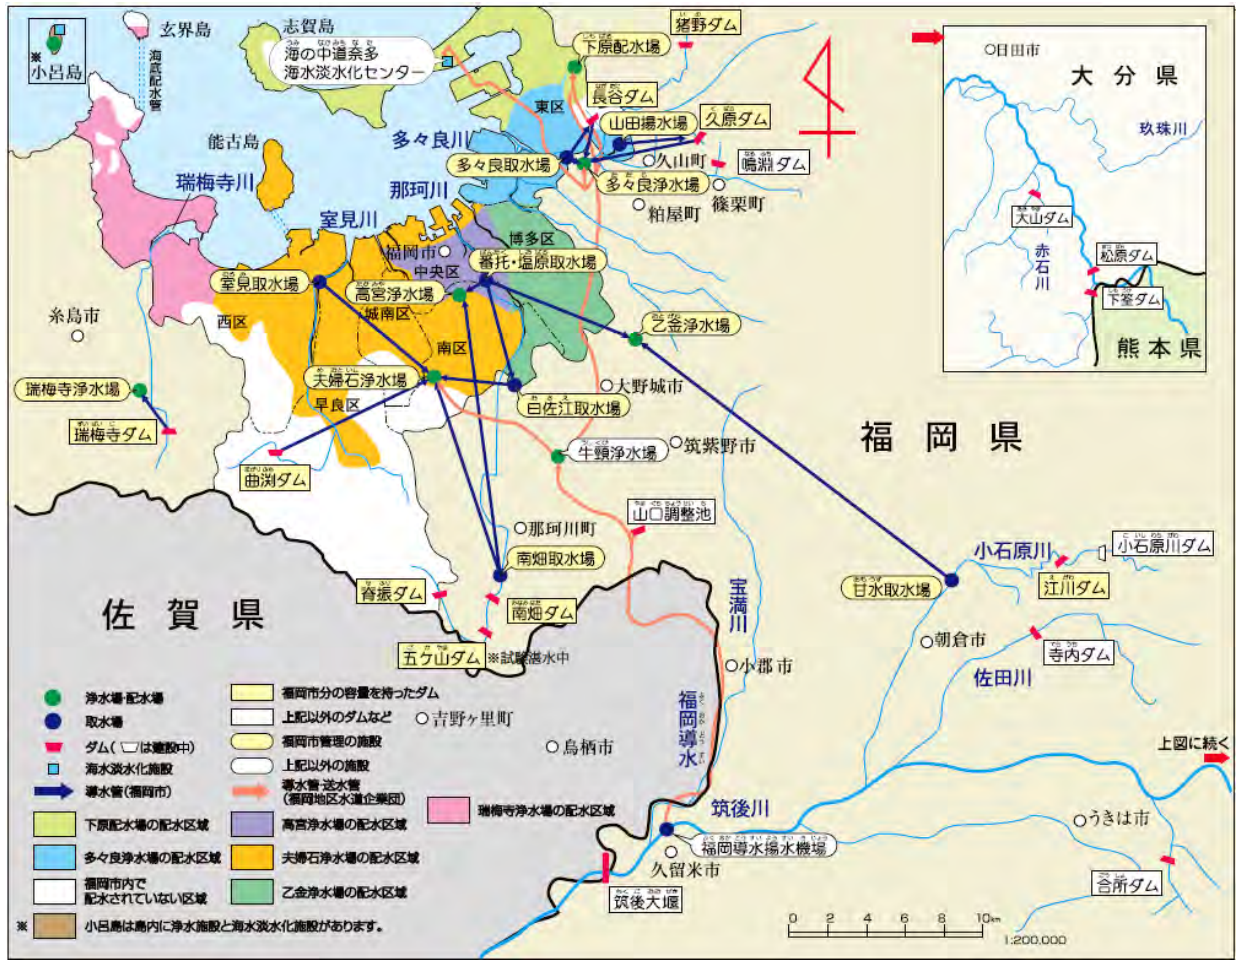 玄界島
志賀島
※
小呂島
海底配水管
海の中道奈多
海水淡水化センター
下原配水場
猪野ダム
長谷ダム
東区
山田揚水場
久原ダム
能古島
多々良川
多々良取水場
久山町
鳴淵ダム
多々良浄水場
篠栗町
粕屋町
瑞梅寺川
那珂川
室見川
福岡市
博多区
中央区
番托・塩原取水場
室見取水場
高宮浄水場
城南区
西区
南区
乙金浄水場
糸島市
夫婦石浄水場
大野城市
瑞梅寺浄水場
早良区
曰佐江取水場
瑞梅寺ダム
牛頸浄水場
筑紫野市
曲渕ダム
福岡県
山口調整池
那珂川町
南畑取水場
小石原川
小石原川ダム
脊振ダム
南畑ダム
宝満川
甘水取水場
江川ダム
佐賀県
五ケ山ダム
※試験湛水中
朝倉市
寺内ダム
小郡市
佐田川
福岡導水
ふくおかどうすい
吉野ヶ里町
鳥栖市
上図に続く
筑後川
福岡導水揚水機場
うきは市
久留米市
合所ダム
筑後大堰
日田市
大分県
玖珠川
大山ダム
赤石川
松原ダム
下筌ダム
熊本県
浄水場・配水場
取水場
ダム(は建設中)
海水淡水化施設
導水管(福岡市)
福岡市分の容量を持ったダム
上記以外のダムなど
福岡市管理の施設
上記以外の施設
導水管・送水管
(福岡地区水道企業団)
下原配水場の配水区域
高宮浄水場の配水区域
瑞梅寺浄水場の配水区域
多々良浄水場の配水区域
夫婦石浄水場の配水区域
福岡市内で
配水されていない区域
乙金浄水場の配水区域
※ 小呂島は島内に浄水施設と海水淡水化施設があります。
0 2 4 6 8 10km
1:200,000